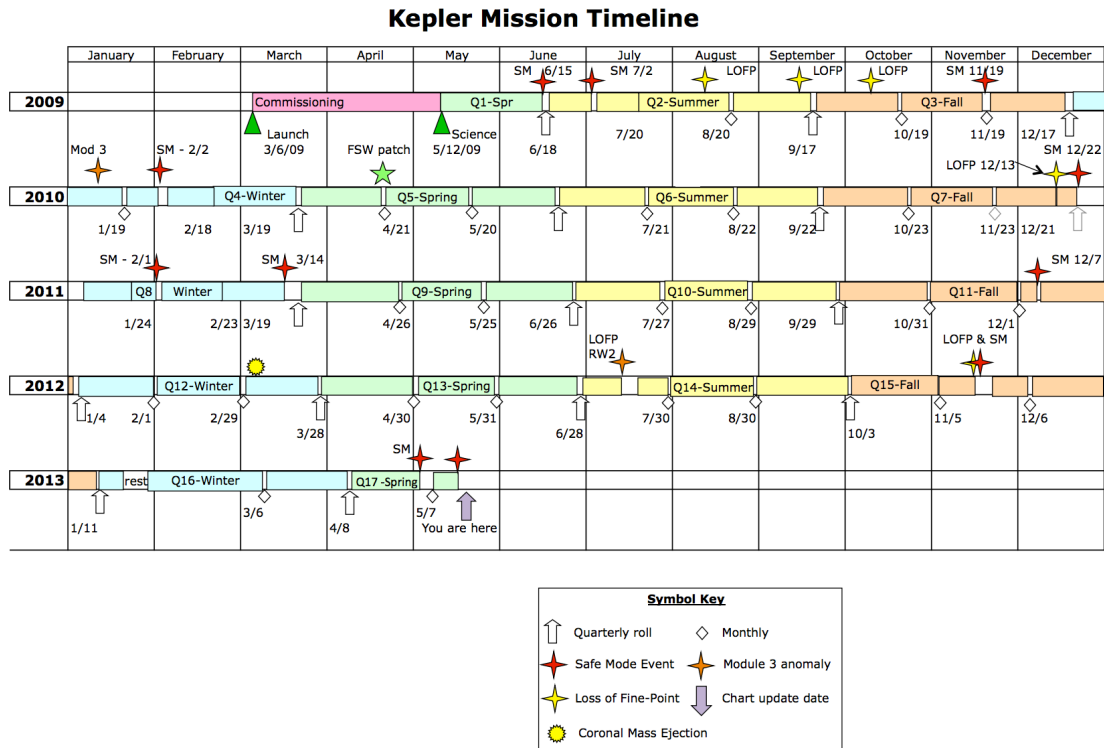 Kepler Mission Timeline
January February March April May June July August September October November December
SM 6/15 SM 7/2 LOFP LOFP LOFP SM 11/19
2009 Commissioning Q1-Spr Q2-Summer Q3-Fall
Launch Science 7/20 8/20 10/19 11/19 12/17
3/6/09 5/12/09 6/18 9/17
Mod 3 SM - 2/2 FSW patch LOFP 12/13 SM 12/22
2010 Q4-Winter Q5-Spring Q6-Summer Q7-Fall
1/19 2/18 3/19 4/21 5/20 7/21 8/22 9/22 10/23 11/23 12/21
SM - 2/1 SM 3/14 SM 12/7
2011 Q8 Winter Q9-Spring Q10-Summer Q11-Fall
1/24 2/23 3/19 4/26 5/25 6/26 7/27 8/29 9/29 10/31 12/1
LOFP LOFP & SM
RW2
2012 Q12-Winter Q13-Spring Q14-Summer Q15-Fall
1/4 2/1 2/29 4/30 5/31 7/30 8/30 11/5 12/6
3/28 6/28 10/3
SM
2013 rest Q16-Winter Q17-Spring
1/11 3/6 4/8 5/7
You are here
Symbol Key
Quarterly roll Monthly
Safe Mode Event Module 3 anomaly
Loss of Fine-Point Chart update date
Coronal Mass Ejection